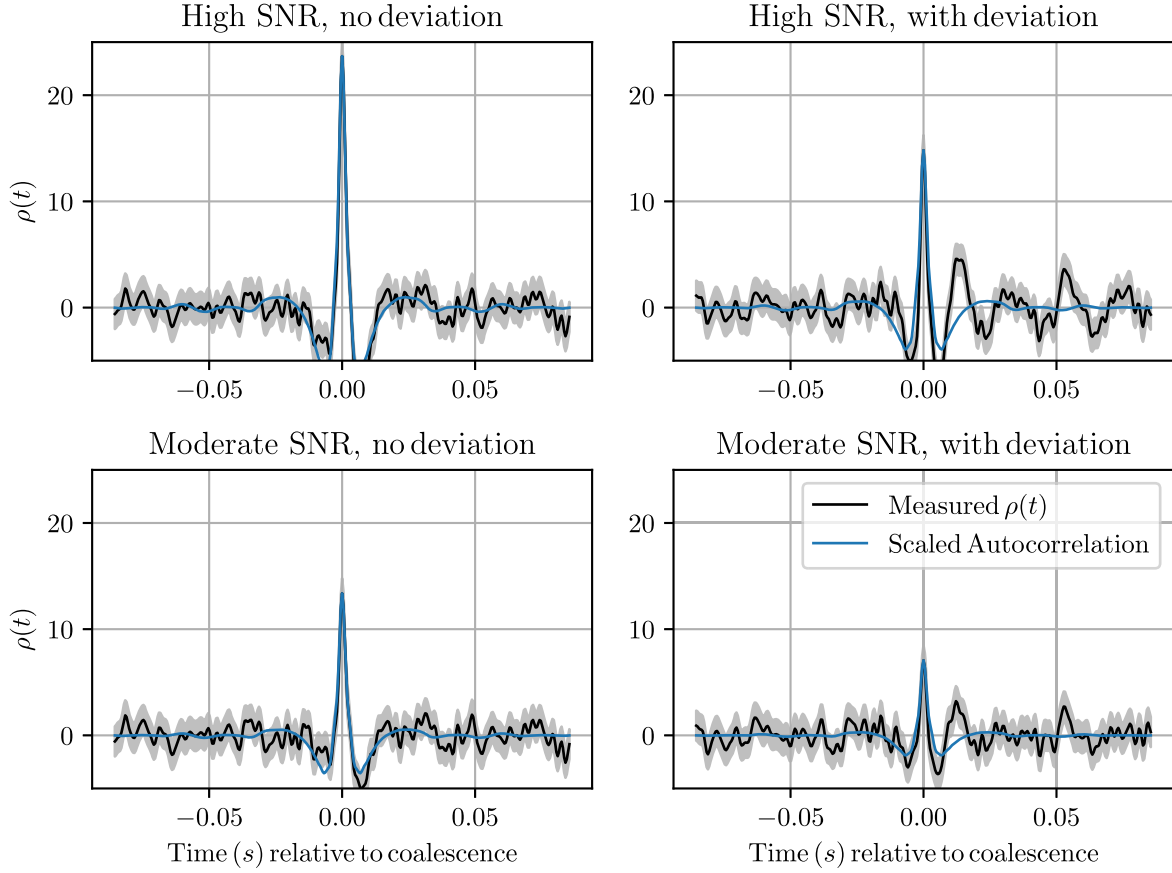 High SNR, no deviation
High SNR, with deviation
20
10
0
ρ(t)
−0.05
0.00
0.05
20
10
0
−0.05
0.00
0.05
Moderate SNR, no deviation
Moderate SNR, with deviation
20
10
0
ρ(t)
−0.05
0.00
0.05
Time (s) relative to coalescence
Measured ρ(t)
Scaled Autocorrelation
20
10
0
−0.05
0.00
0.05
Time (s) relative to coalescence